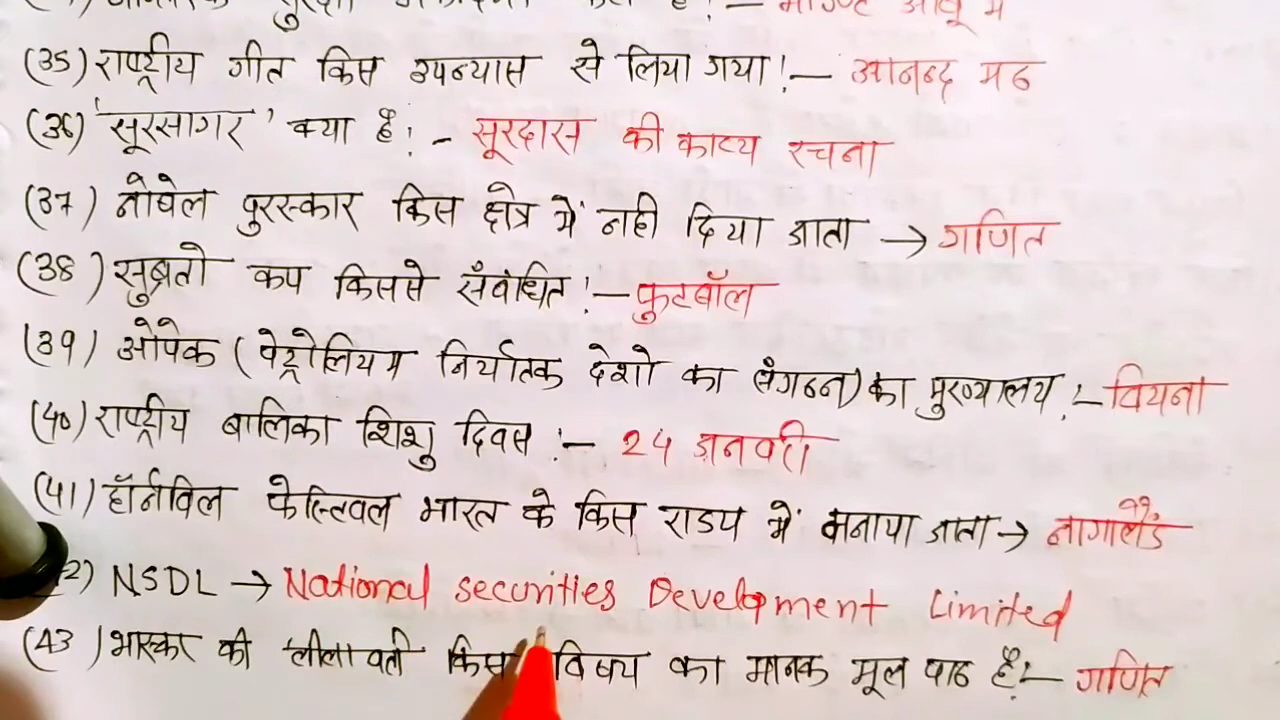 (35) राष्ट्रीय गीत किस उपन्यास से लिया गया!— आनन्द मठ
(36) 'सूरसागर' क्या है! - सूरदास की काव्य रचना
(37) नोबेल पुरस्कार किस क्षेत्र में नही दिया जाता → गणित
(38) सुब्रतो कप किससे संबंधित!— फुटबॉल
(39) ओपेक (पेट्रोलियम निर्यातक देशो का संगठन) का मुख्यालय!— वियना
(40) राष्ट्रीय बालिका शिशु दिवस!— 24 जनवरी
(41) हॉर्नबिल फेस्टिवल भारत के किस राज्य में मनाया जाता → नागालैंड
2) NSDL → National securities Development Limited
(43) भास्कर की 'लीलावती किस विषय का मानक मूल पाठ है!— गणित